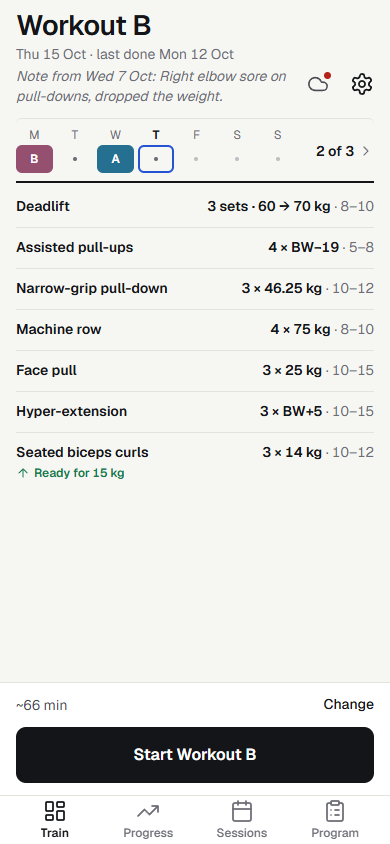 Workout B
Thu 15 Oct · last done Mon 12 Oct
Note from Wed 7 Oct: Right elbow sore on
pull-downs, dropped the weight.
M T W T F S S
B A
2 of 3
Deadlift 3 sets · 60 → 70 kg · 8–10
Assisted pull-ups 4 × BW−19 · 5–8
Narrow-grip pull-down 3 × 46.25 kg · 10–12
Machine row 4 × 75 kg · 8–10
Face pull 3 × 25 kg · 10–15
Hyper-extension 3 × BW+5 · 10–15
Seated biceps curls 3 × 14 kg · 10–12
↑ Ready for 15 kg
~66 min Change
Start Workout B
Train Progress Sessions Program